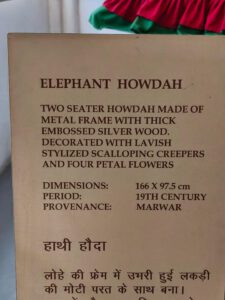 ELEPHANT HOWDAH
TWO SEATER HOWDAH MADE OF
METAL FRAME WITH THICK
EMBOSSED SILVER WOOD.
DECORATED WITH LAVISH
STYLIZED SCALLOPING CREEPERS
AND FOUR PETAL FLOWERS
DIMENSIONS: 166 X 97.5 cm
PERIOD: 19TH CENTURY
PROVENANCE: MARWAR
हाथी हौदा
लोहे की फ्रेम में उभरी हुई लकड़ी
की मोटी परत के साथ बना।